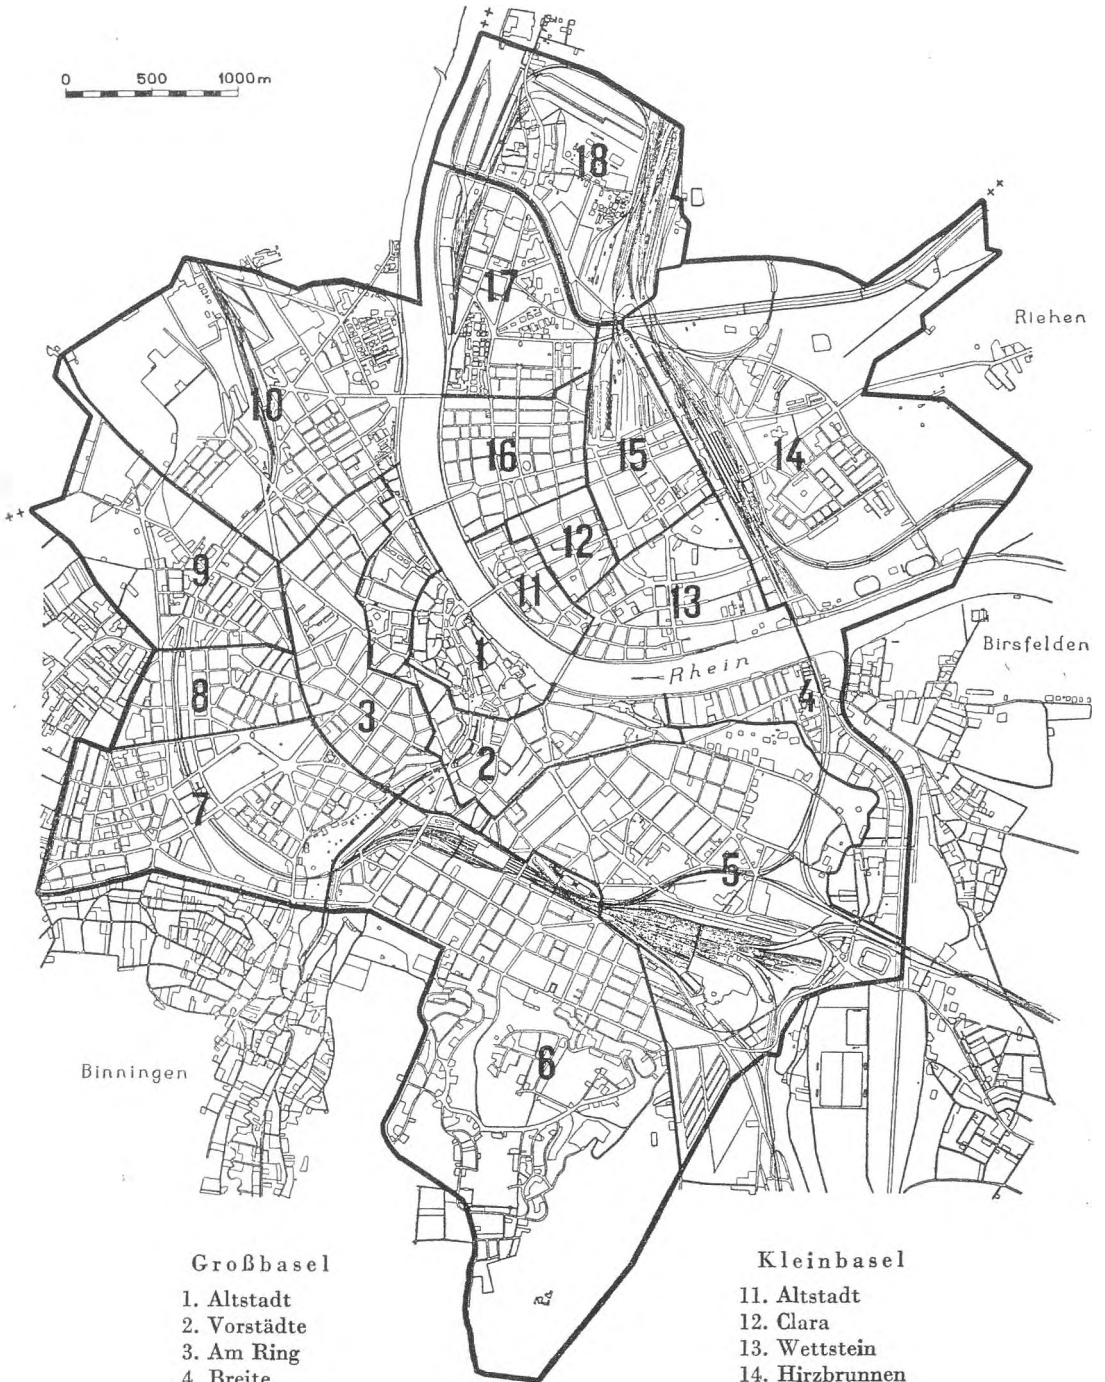 0 500 1000m
18
17
Riehen
10
16
15
14
12
9
11
13
1
Rhein
Birsfelden
8
3
4
2
7
5
6
Binningen
Großbasel
1. Altstadt
2. Vorstädte
3. Am Ring
4. Breite
Kleinbasel
11. Altstadt
12. Clara
13. Wettstein
14. Hirzbrunnen